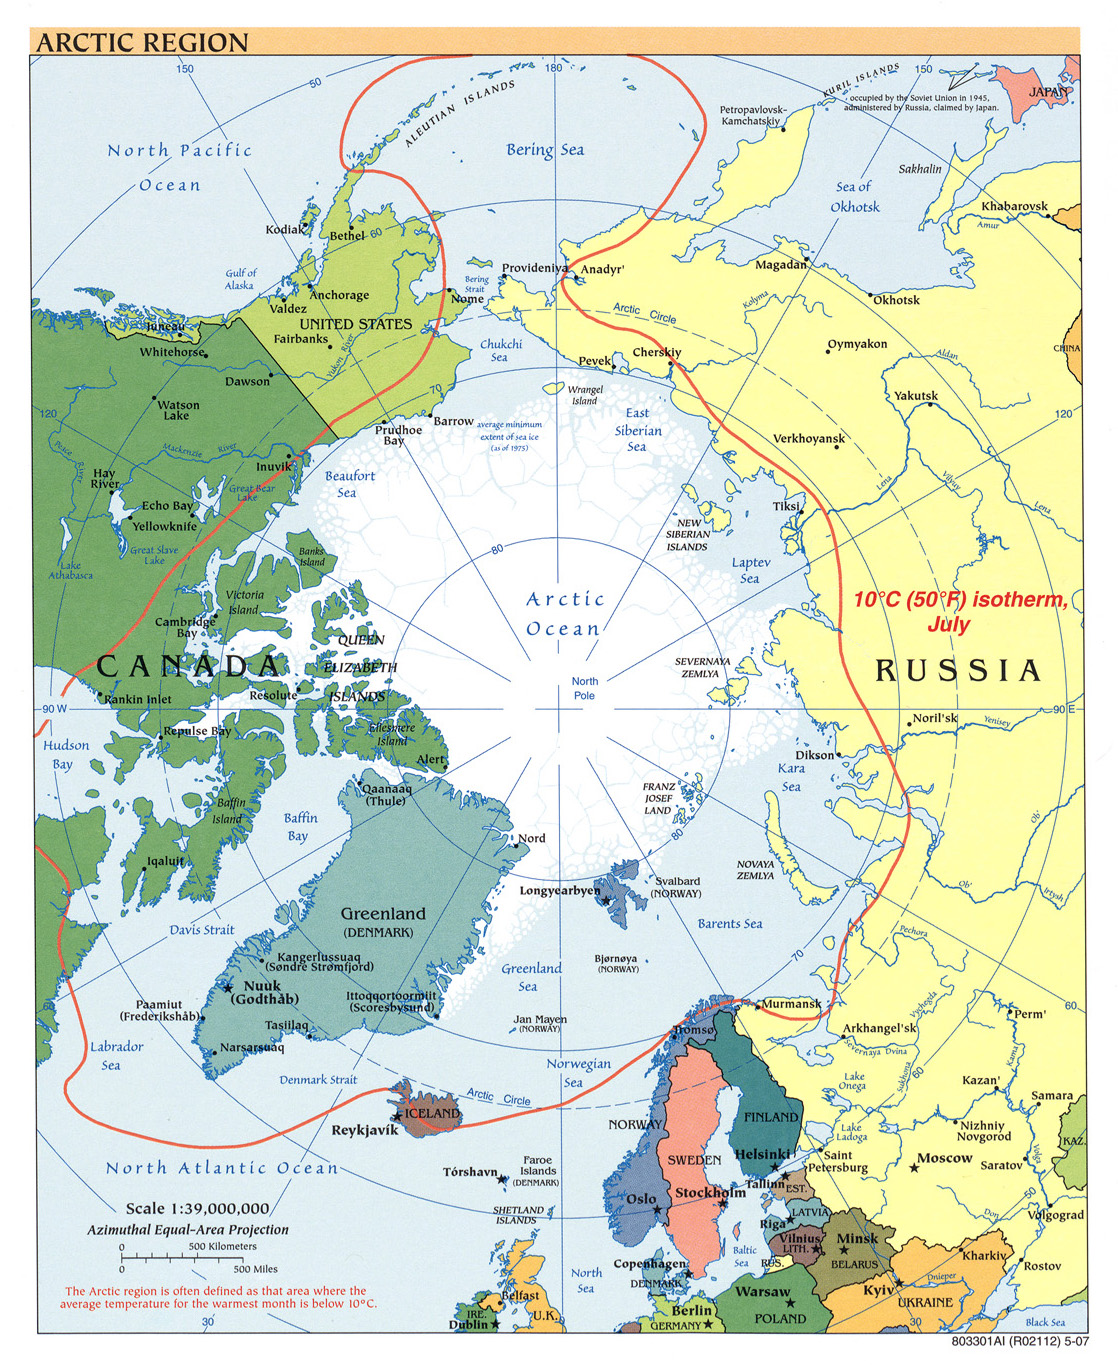 ARCTIC REGION
150
180
150
50
KURIL ISLANDS
occupied by the Soviet Union in 1945,
administered by Russia, claimed by Japan.
JAPAN
ALEUTIAN ISLANDS
Petropavlovsk-
Kamchatskiy
North Pacific
Ocean
Bering Sea
Sakhalin
Sea of
Okhotsk
Khabarovsk
Amur
Kodiak
Bethel
60
Gulf of
Alaska
Anchorage
Valdez
Bering
Strait
Nome
Provideniya
Anadyr'
Magadan
Okhotsk
Kolyma
Arctic Circle
Juneau
UNITED STATES
Fairbanks
Yukon River
Whitehorse
Chukchi
Sea
Pevek
Cherskiy
Oymyakon
CHINA
Aldan
Dawson
70
Wrangel
Island
Yakutsk
Watson
Lake
120
120
Prudhoe
Bay
Barrow
average minimum
extent of sea ice
(as of 1975)
East
Siberian
Sea
Verkhoyansk
Peace
River
Mackenzie River
Inuvik
Beaufort
Sea
Hay
River
Great Bear
Lake
Lena
Vilyuy
Lena
Echo Bay
Yellowknife
Tiksi
NEW
SIBERIAN
ISLANDS
Great Slave
Lake
Banks
Island
80
Lake
Athabasca
Laptev
Sea
Victoria
Island
Arctic
Ocean
10°C (50°F) isotherm,
July
Cambridge
Bay
QUEEN
ELIZABETH
ISLANDS
CANADA
SEVERNAYA
ZEMLYA
RUSSIA
North
Pole
Rankin Inlet
Resolute
90 W
90 E
Noril'sk
Yenisey
Repulse Bay
Ellesmere
Island
Hudson
Bay
Alert
Dikson
Kara
Sea
Qaanaaq
(Thule)
FRANZ
JOSEF
LAND
Baffin
Island
Baffin
Bay
Nord
80
Ob'
Iqaluit
NOVAYA
ZEMLYA
Longyearbyen
Svalbard
(NORWAY)
Ob'
Irtysh
Greenland
(DENMARK)
Davis Strait
Barents Sea
Pechora
Kangerlussuaq
(Søndre Strømfjord)
Bjørnøya
(NORWAY)
70
Greenland
Sea
Nuuk
(Godthåb)
Ittoqqortoormiit
(Scoresbysund)
60
Paamiut
(Frederikshåb)
Murmansk
Vychegda
60
Perm'
Jan Mayen
(NORWAY)
Tromsø
Tasiilaq
Arkhangel'sk
Severnaya Dvina
Labrador
Sea
Narsarsuaq
Kama
Norwegian
Sea
Denmark Strait
Lake
Onega
Sukhona
60
Kazan'
Arctic Circle
Samara
ICELAND
FINLAND
Reykjavík
NORWAY
Lake
Ladoga
Nizhniy
Novgorod
KAZ.
Helsinki
Saint
Petersburg
Moscow
Saratov
Volga
North Atlantic Ocean
SWEDEN
Faroe
Islands
(DENMARK)
Tórshavn
Tallinn
EST.
Stockholm
Oslo
50
Scale 1:39,000,000
SHETLAND
ISLANDS
LATVIA
Riga
Don
Volgograd
Azimuthal Equal-Area Projection
Vilnius
LITH.
Minsk
0 500 Kilometers
0 500 Miles
Baltic
Sea
RUS.
BELARUS
Kharkiv
Copenhagen
DENMARK
Rostov
North
Sea
Dnieper
Warsaw
Kyiv
UKRAINE
The Arctic region is often defined as that area where the
average temperature for the warmest month is below 10°C.
Belfast
IRE.
Dublin
U.K.
Berlin
GERMANY
POLAND
30
30
Black Sea
803301AI (R02112) 5-07